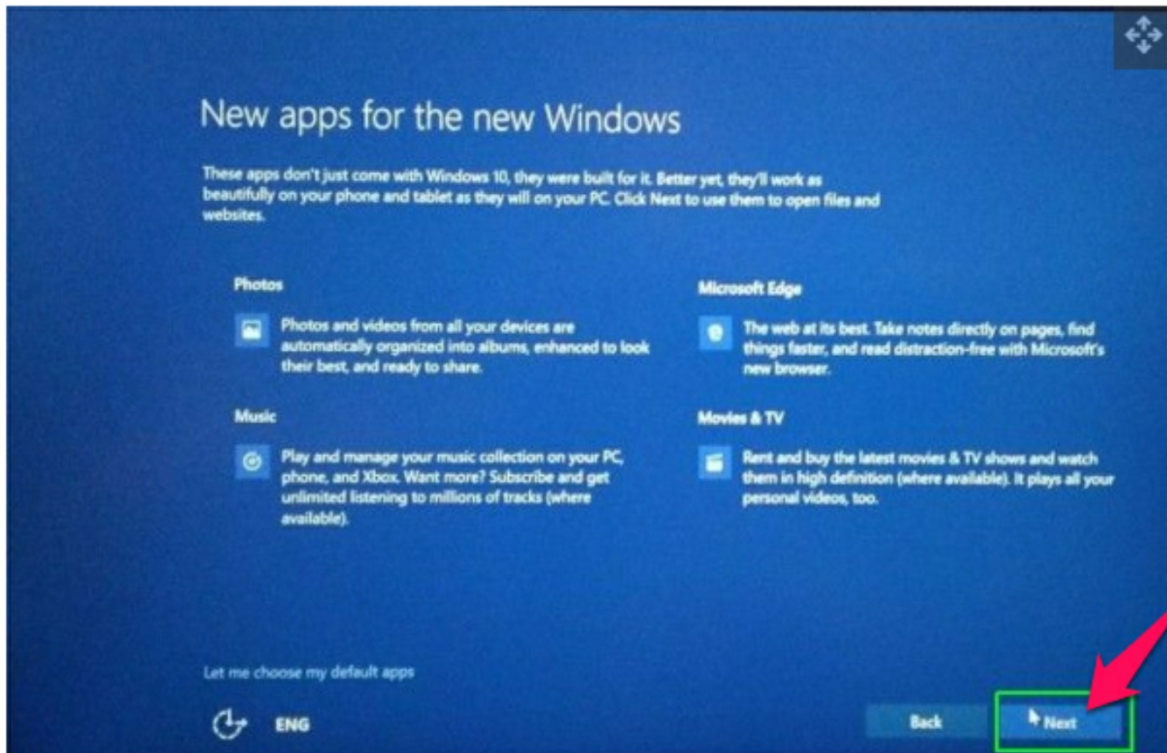 New apps for the new Windows
These apps don't just come with Windows 10, they were built for it. Better yet, they'll work as
beautifully on your phone and tablet as they will on your PC. Click Next to use them to open files and
websites.
Photos
Photos and videos from all your devices are
automatically organized into albums, enhanced to look
their best, and ready to share.
Microsoft Edge
The web at its best. Take notes directly on pages, find
things faster, and read distraction-free with Microsoft's
new browser.
Music
Play and manage your music collection on your PC,
phone, and Xbox. Want more? Subscribe and get
unlimited listening to millions of tracks (where
available).
Movies & TV
Rent and buy the latest movies & TV shows and watch
them in high definition (where available). It plays all your
personal videos, too.
Let me choose my default apps
ENG
Back
Next